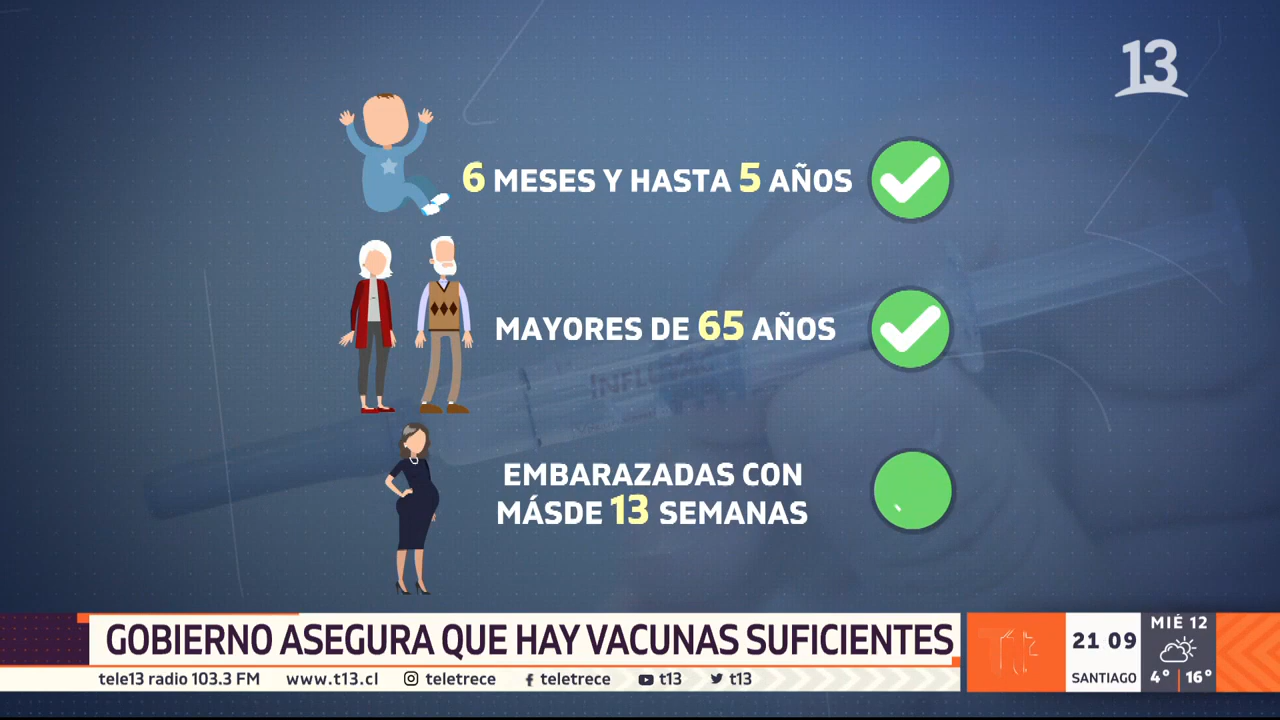 13
6 MESES Y HASTA 5 AÑOS
MAYORES DE 65 AÑOS
EMBARAZADAS CON
MÁSDE 13 SEMANAS
GOBIERNO ASEGURA QUE HAY VACUNAS SUFICIENTES
tele13 radio 103.3 FM www.t13.cl teletrece teletrece t13 t13
21 09
SANTIAGO
MIÉ 12
4° 16°